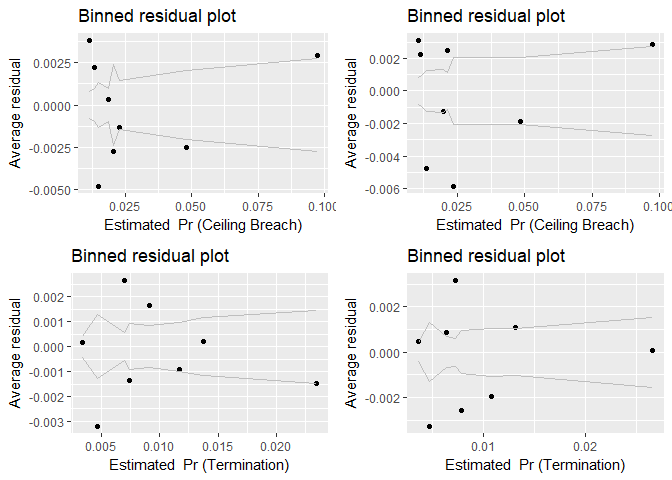 Binned residual plot
Average residual
0.0025
0.0000
-0.0025
-0.0050
0.025 0.050 0.075 0.100
Estimated Pr (Ceiling Breach)
Binned residual plot
Average residual
0.002
0.000
-0.002
-0.004
-0.006
0.025 0.050 0.075 0.100
Estimated Pr (Ceiling Breach)
Binned residual plot
Average residual
0.002
0.001
0.000
-0.001
-0.002
-0.003
0.005 0.010 0.015 0.020
Estimated Pr (Termination)
Binned residual plot
Average residual
0.002
0.000
-0.002
0.01 0.02
Estimated Pr (Termination)